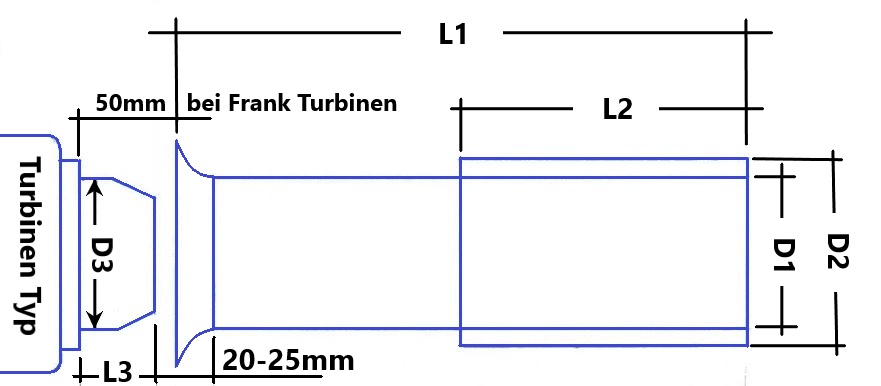 L1
50mm bei Frank Turbinen
L2
Turbinen Typ
D3
D1
D2
L3
20-25mm